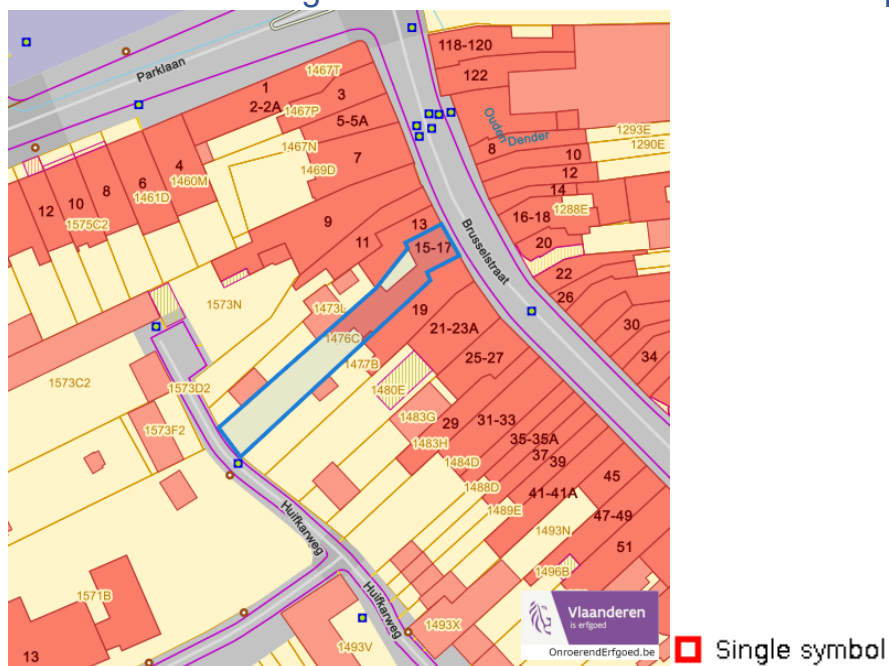 118-120
Parklaan
122
1467T
1
3
2-2A
1467P
5-5A
Ouden Dender
1293E
1467N
8
1290E
4
7
10
1469D
12
6
1460M
8
14
1461D
10
12
1288E
1575C2
16-18
13
9
20
11
15-17
Brusselstraat
22
1573N
26
1473L
19
30
1476C
21-23A
34
1477B
25-27
1573C2
1573D2
1480E
1483G
31-33
29
1573F2
1483H
35-35A
37
39
1484D
45
1488D
41-41A
1489E
47-49
Huifkarweg
1493N
51
1496B
1571B
Huifkarweg
Vlaanderen
is erfgoed
13
1493V
1493X
OnroerendErfgoed.be
Single symbol